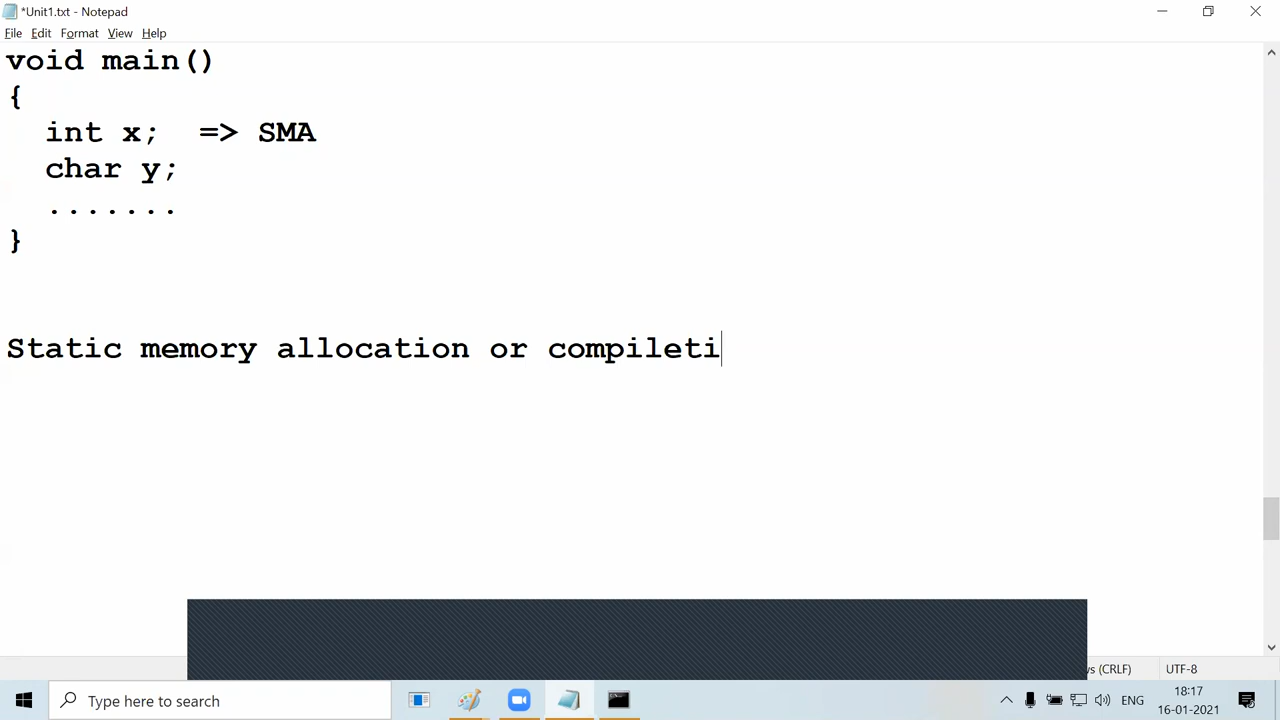 *Unit1.txt - Notepad
File Edit Format View Help
void main()
{
int x; => SMA
char y;
.......
}
Static memory allocation or compileti
s (CRLF) UTF-8
Type here to search
ENG
18:17
16-01-2021